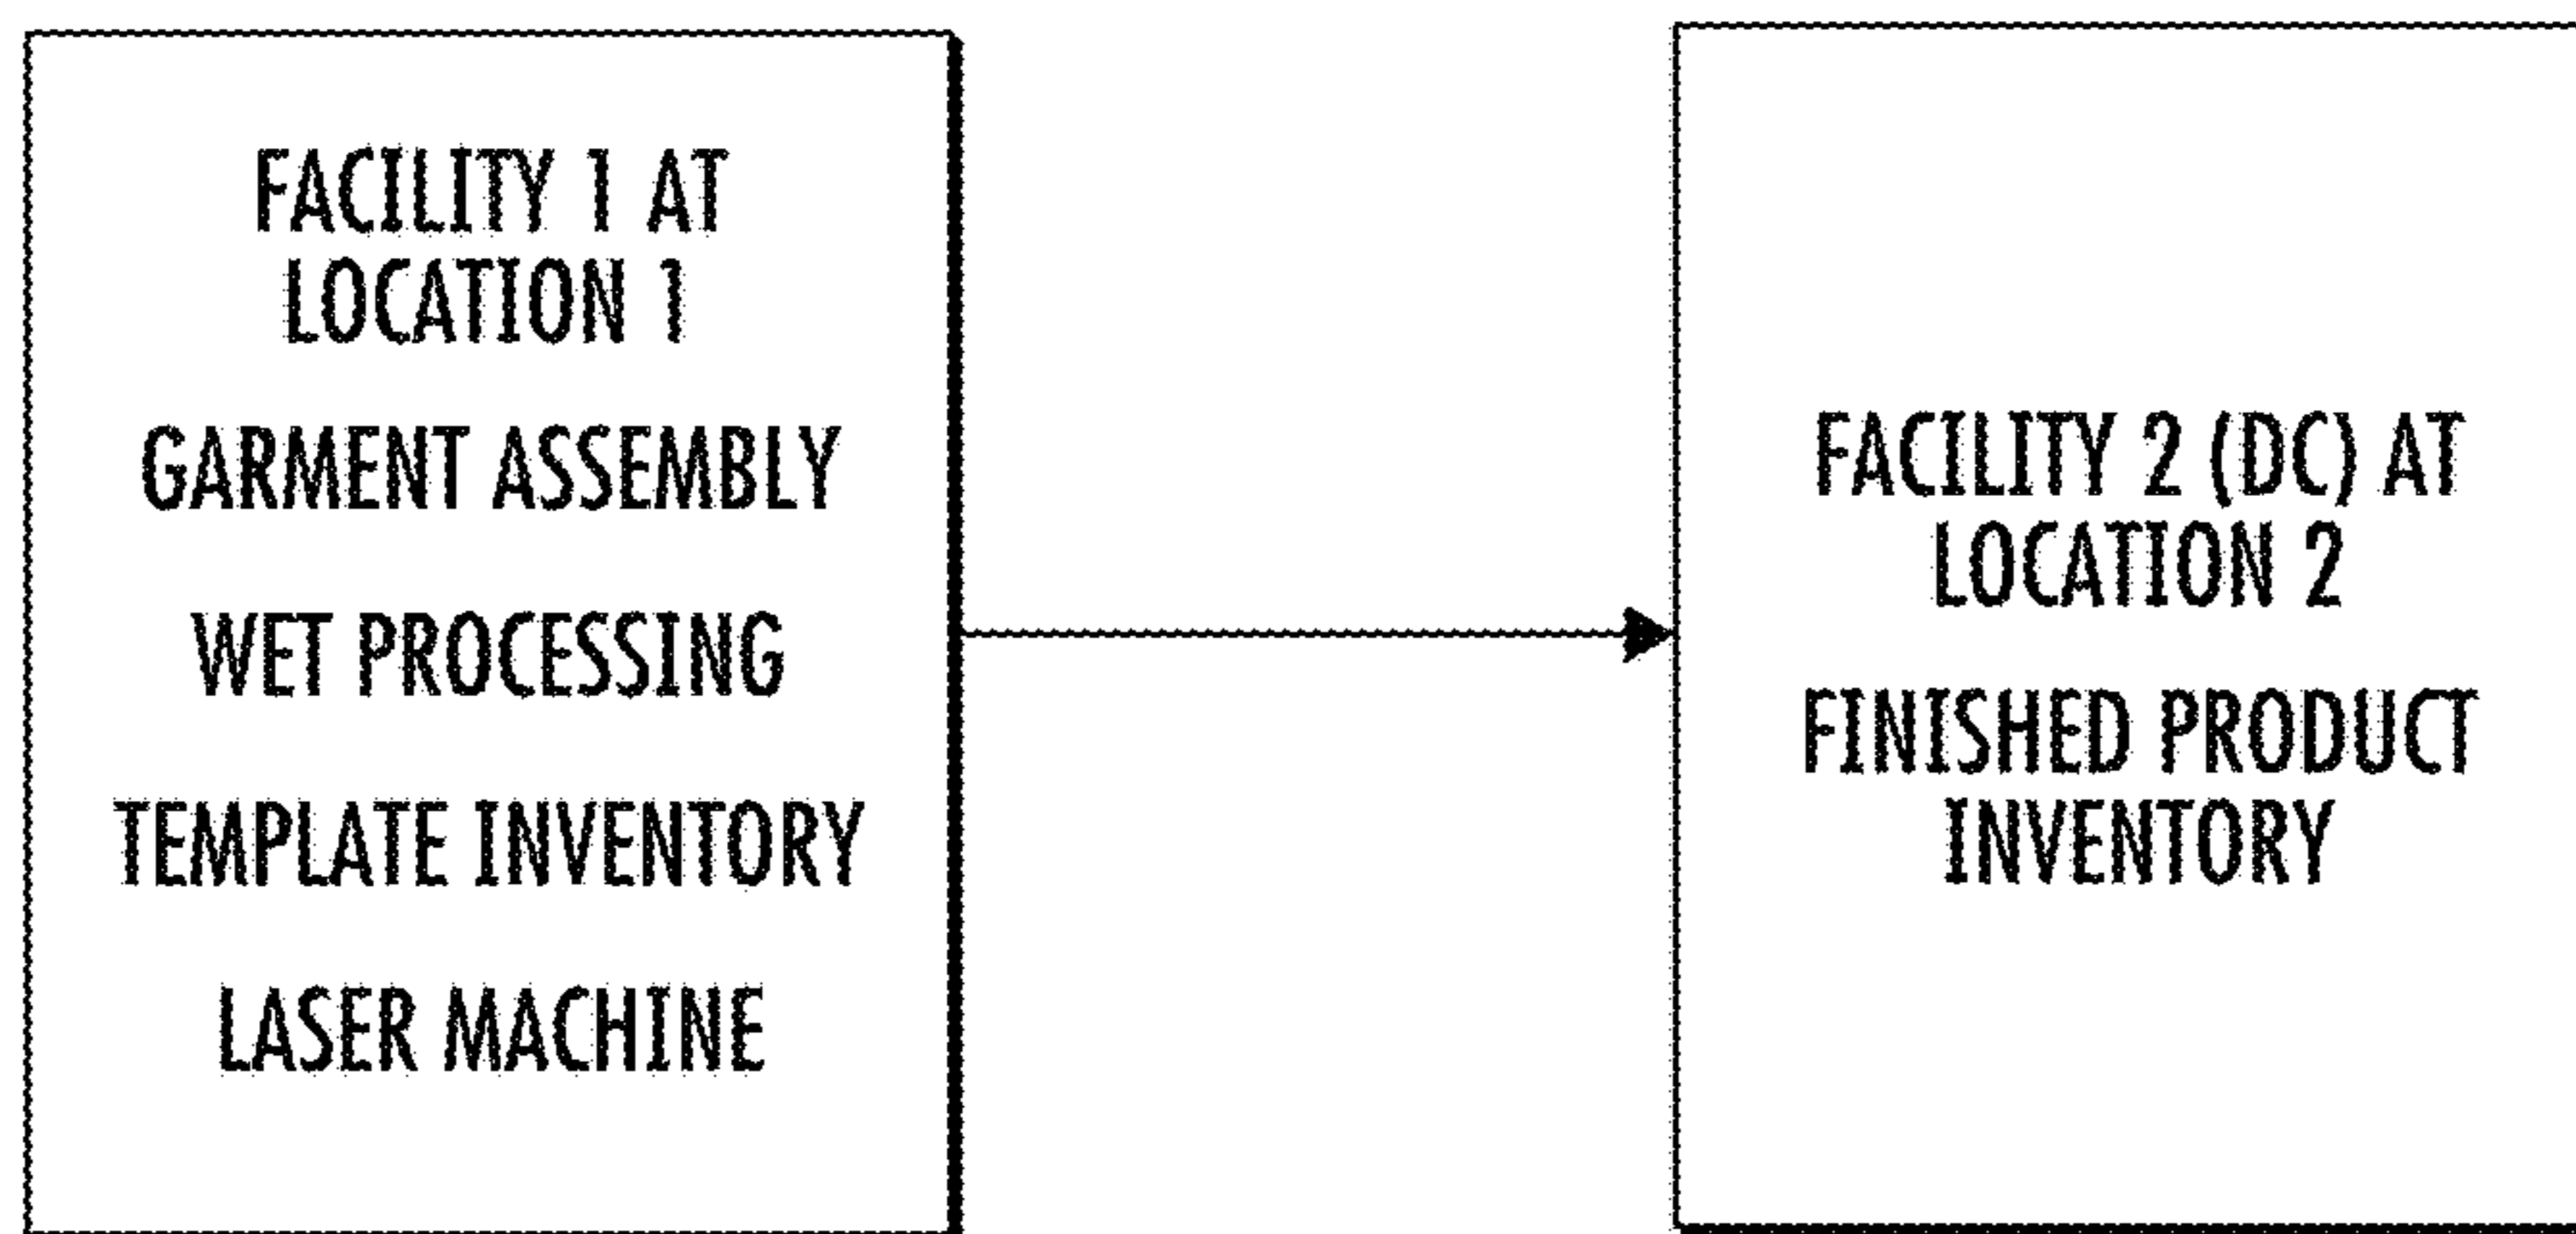 FACILITY 1 AT
LOCATION 1
GARMENT ASSEMBLY
WET PROCESSING
TEMPLATE INVENTORY
LASER MACHINE
FACILITY 2 (DC) AT
LOCATION 2
FINISHED PRODUCT
INVENTORY